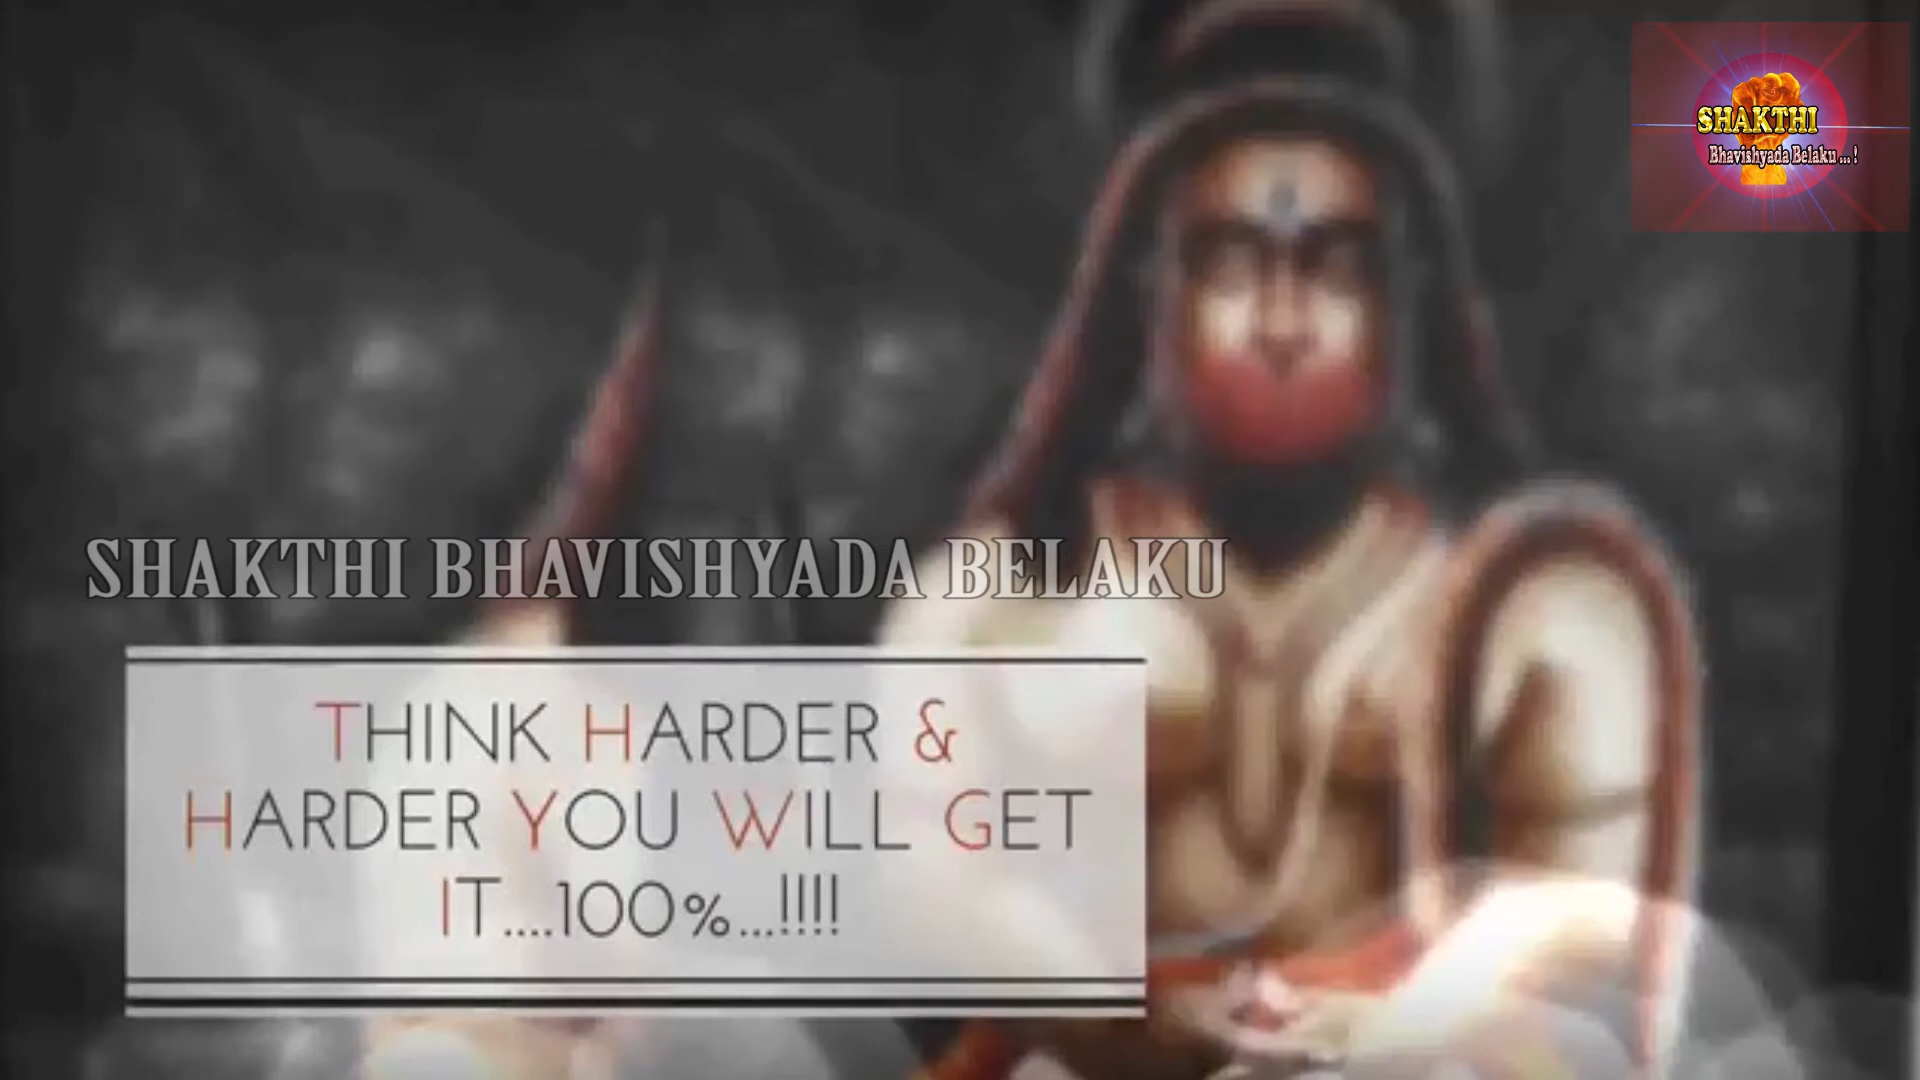 SHAKTHI
Bhavishyada Belaku ... !
SHAKTHI BHAVISHYADA BELAKU
THINK HARDER &
HARDER YOU WILL GET
IT....100%...!!!!